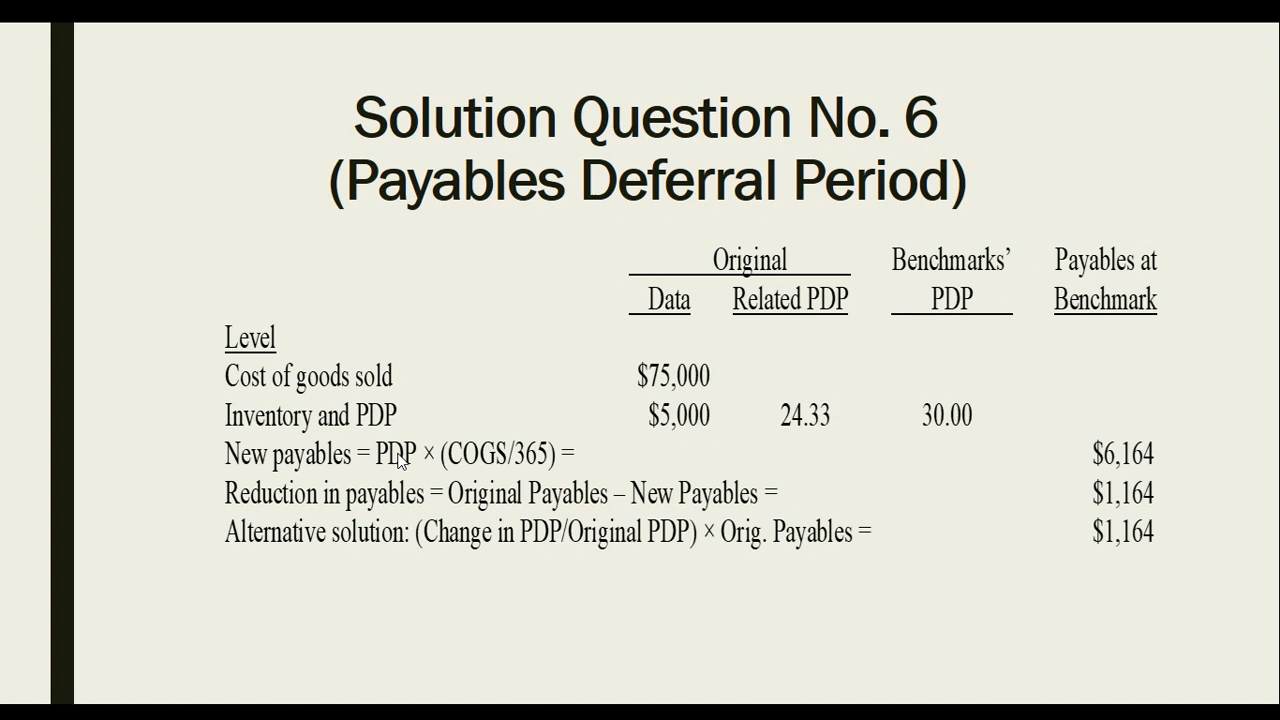 Solution Question No. 6
(Payables Deferral Period)
Original Benchmarks’ Payables at
Data Related PDP PDP Benchmark
Level
Cost of goods sold $75,000
Inventory and PDP $5,000 24.33 30.00
New payables = PDP × (COGS/365) = $6,164
Reduction in payables = Original Payables – New Payables = $1,164
Alternative solution: (Change in PDP/Original PDP) × Orig. Payables = $1,164